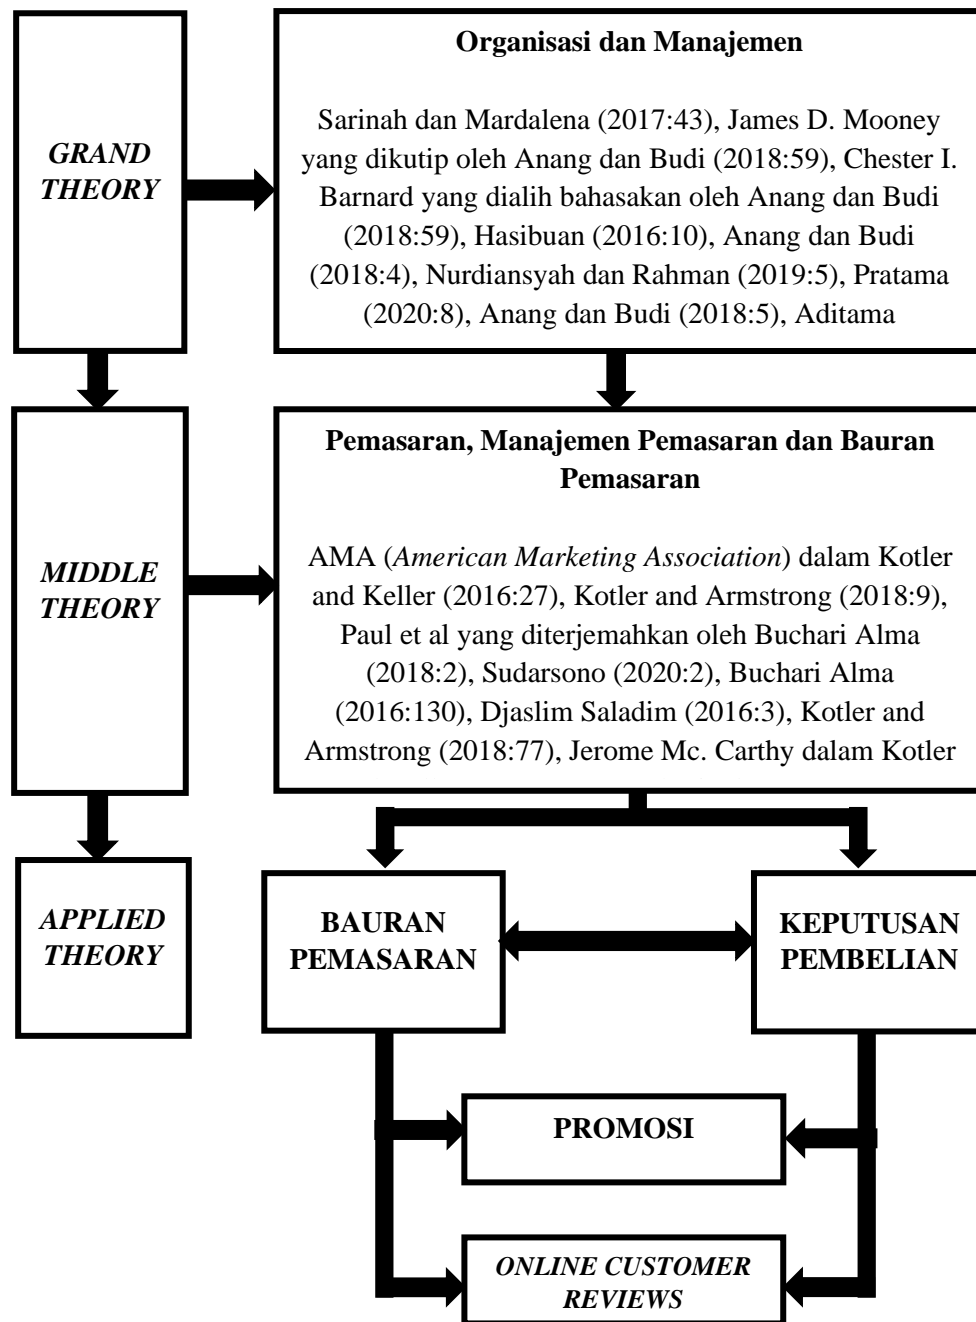 GRAND
THEORY
Organisasi dan Manajemen
Sarinah dan Mardalena (2017:43), James D. Mooney
yang dikutip oleh Anang dan Budi (2018:59), Chester I.
Barnard yang dialih bahasakan oleh Anang dan Budi
(2018:59), Hasibuan (2016:10), Anang dan Budi
(2018:4), Nurdiansyah dan Rahman (2019:5), Pratama
(2020:8), Anang dan Budi (2018:5), Aditama
MIDDLE
THEORY
Pemasaran, Manajemen Pemasaran dan Bauran
Pemasaran
AMA (American Marketing Association) dalam Kotler
and Keller (2016:27), Kotler and Armstrong (2018:9),
Paul et al yang diterjemahkan oleh Buchari Alma
(2018:2), Sudarsono (2020:2), Buchari Alma
(2016:130), Djaslim Saladim (2016:3), Kotler and
Armstrong (2018:77), Jerome Mc. Carthy dalam Kotler
APPLIED
THEORY
BAURAN
PEMASARAN
KEPUTUSAN
PEMBELIAN
PROMOSI
ONLINE CUSTOMER
REVIEWS